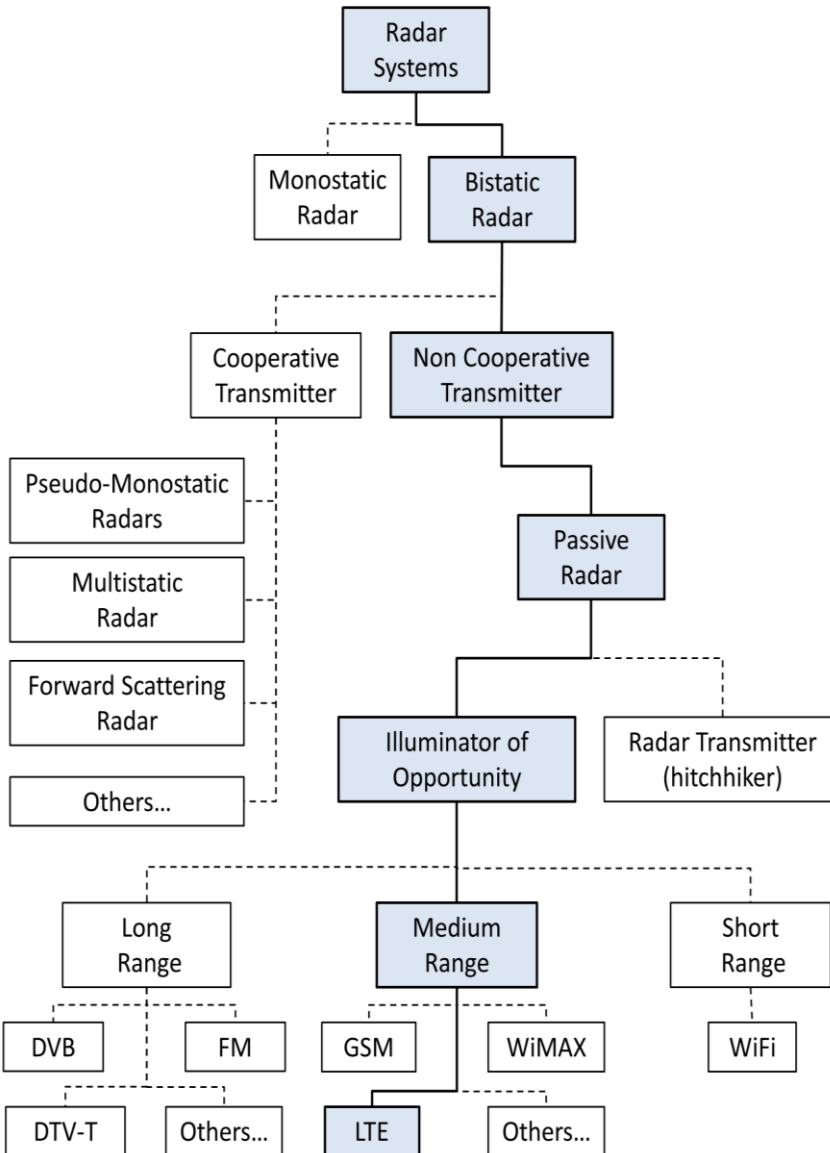 Radar
Systems
Monostatic
Radar
Bistatic
Radar
Cooperative
Transmitter
Non Cooperative
Transmitter
Pseudo-Monostatic
Radars
Multistatic
Radar
Forward Scattering
Radar
Others...
Passive
Radar
Illuminator of
Opportunity
Radar Transmitter
(hitchhiker)
Long
Range
Medium
Range
Short
Range
DVB
FM
GSM
WiMAX
WiFi
DTV-T
Others...
LTE
Others...